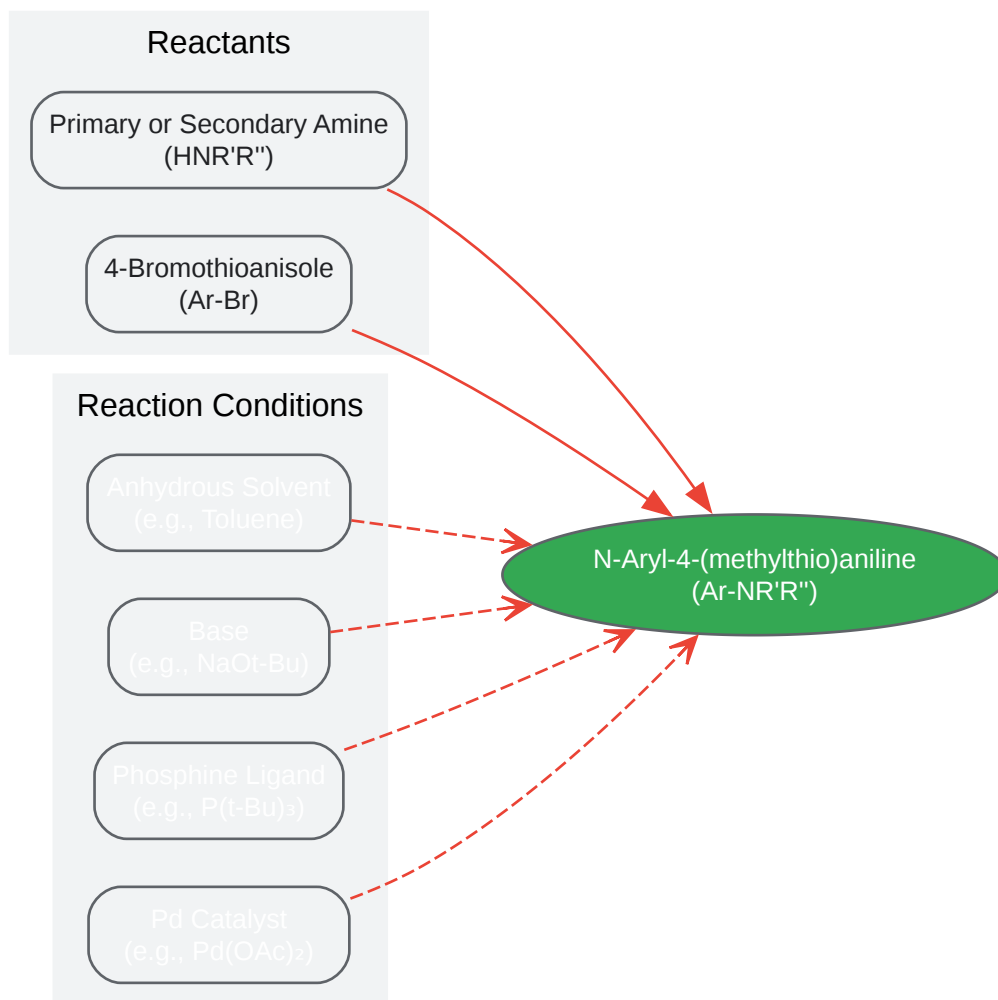 Reactants
Primary or Secondary Amine
(HNR'R'')
4-Bromothioanisole
(Ar-Br)
Reaction Conditions
Anhydrous Solvent
(e.g., Toluene)
Base
(e.g., NaOt-Bu)
Phosphine Ligand
(e.g., P(t-Bu)₃)
Pd Catalyst
(e.g., Pd(OAc)₂)
N-Aryl-4-(methylthio)aniline
(Ar-NR'R'')